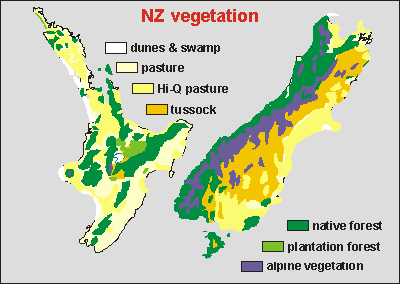 NZ vegetation
dunes & swamp
pasture
Hi-Q pasture
tussock
native forest
plantation forest
alpine vegetation